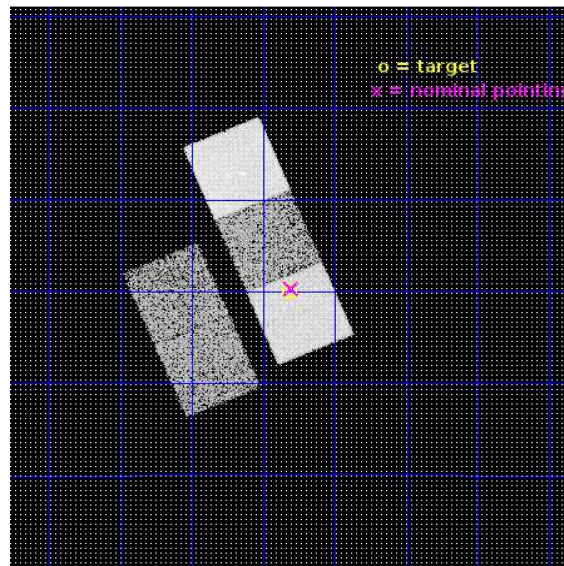 o = target
x = nominal pointin